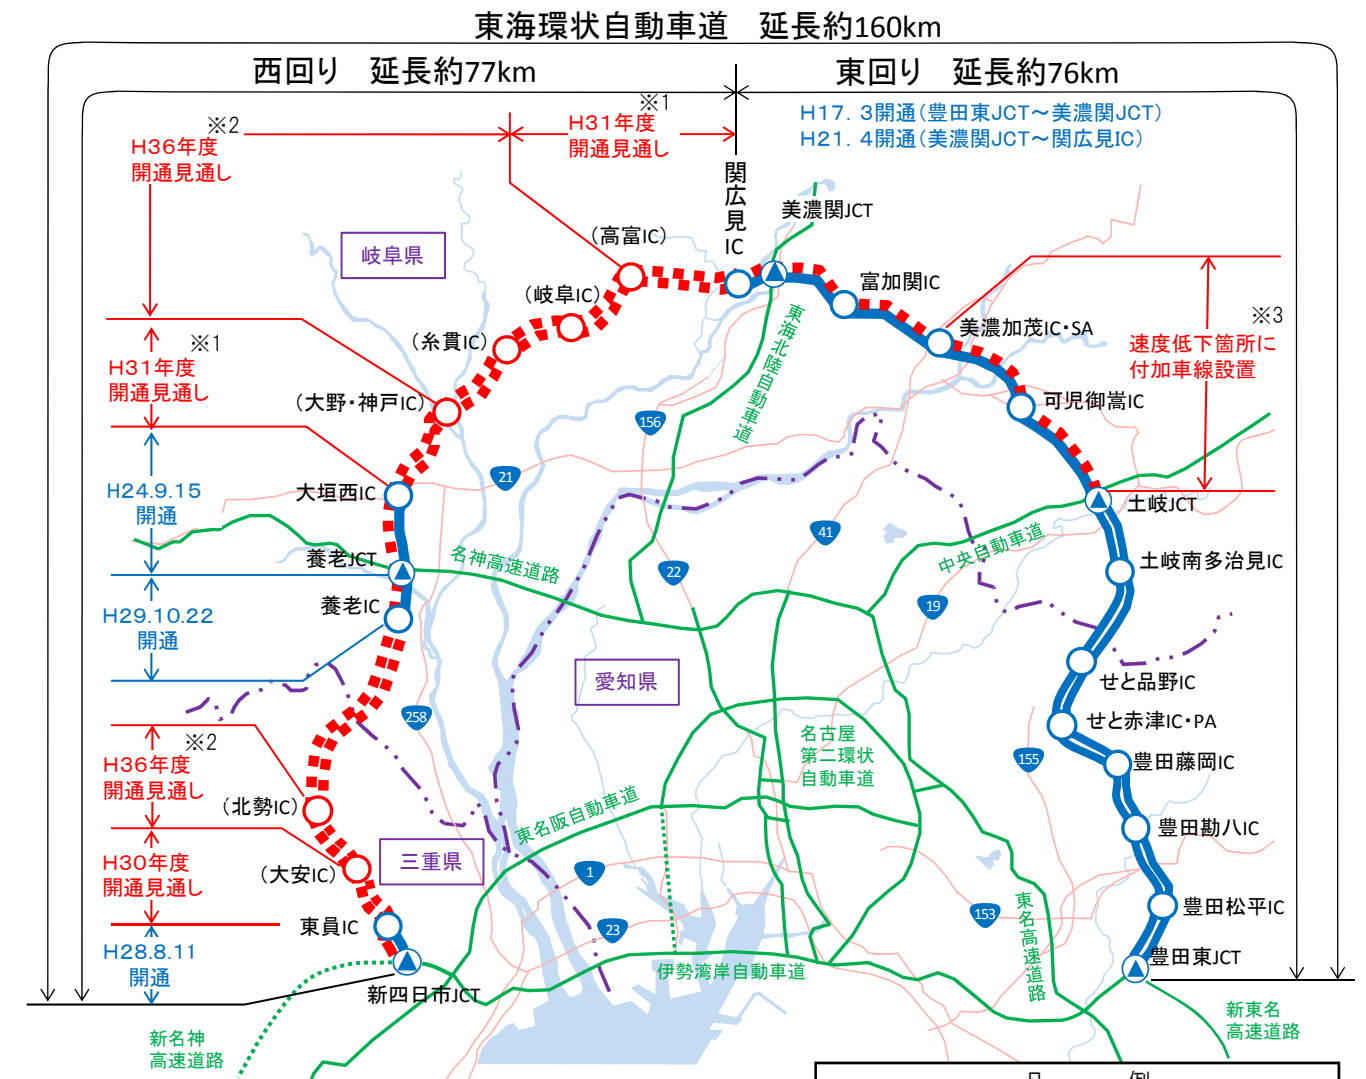 東海環状自動車道　延長約160km
西回り　延長約77km
東回り　延長約76km
※1
※2
H36年度
開通見通し
H31年度
開通見通し
H17. 3開通(豊田東JCT～美濃関JCT)
H21. 4開通(美濃関JCT～関広見IC)
関広見IC
美濃関JCT
岐阜県
(高富IC)
(岐阜IC)
(糸貫IC)
(大野・神戸IC)
富加関IC
美濃加茂IC・SA
可児御嵩IC
※3
速度低下箇所に
付加車線設置
※1
H31年度
開通見通し
東海北陸自動車道
156
21
41
22
19
大垣西IC
H24.9.15
開通
養老JCT
名神高速道路
中央自動車道
土岐JCT
土岐南多治見IC
養老IC
H29.10.22
開通
愛知県
せと品野IC
せと赤津IC・PA
258
名古屋
第二環状
自動車道
155
豊田藤岡IC
※2
H36年度
開通見通し
(北勢IC)
東名阪自動車道
豊田勘八IC
H30年度
開通見通し
(大安IC)
三重県
1
153
東名高速道路
豊田松平IC
東員IC
23
H28.8.11
開通
伊勢湾岸自動車道
豊田東JCT
新四日市JCT
新名神
高速道路
新東名
高速道路
凡　　例